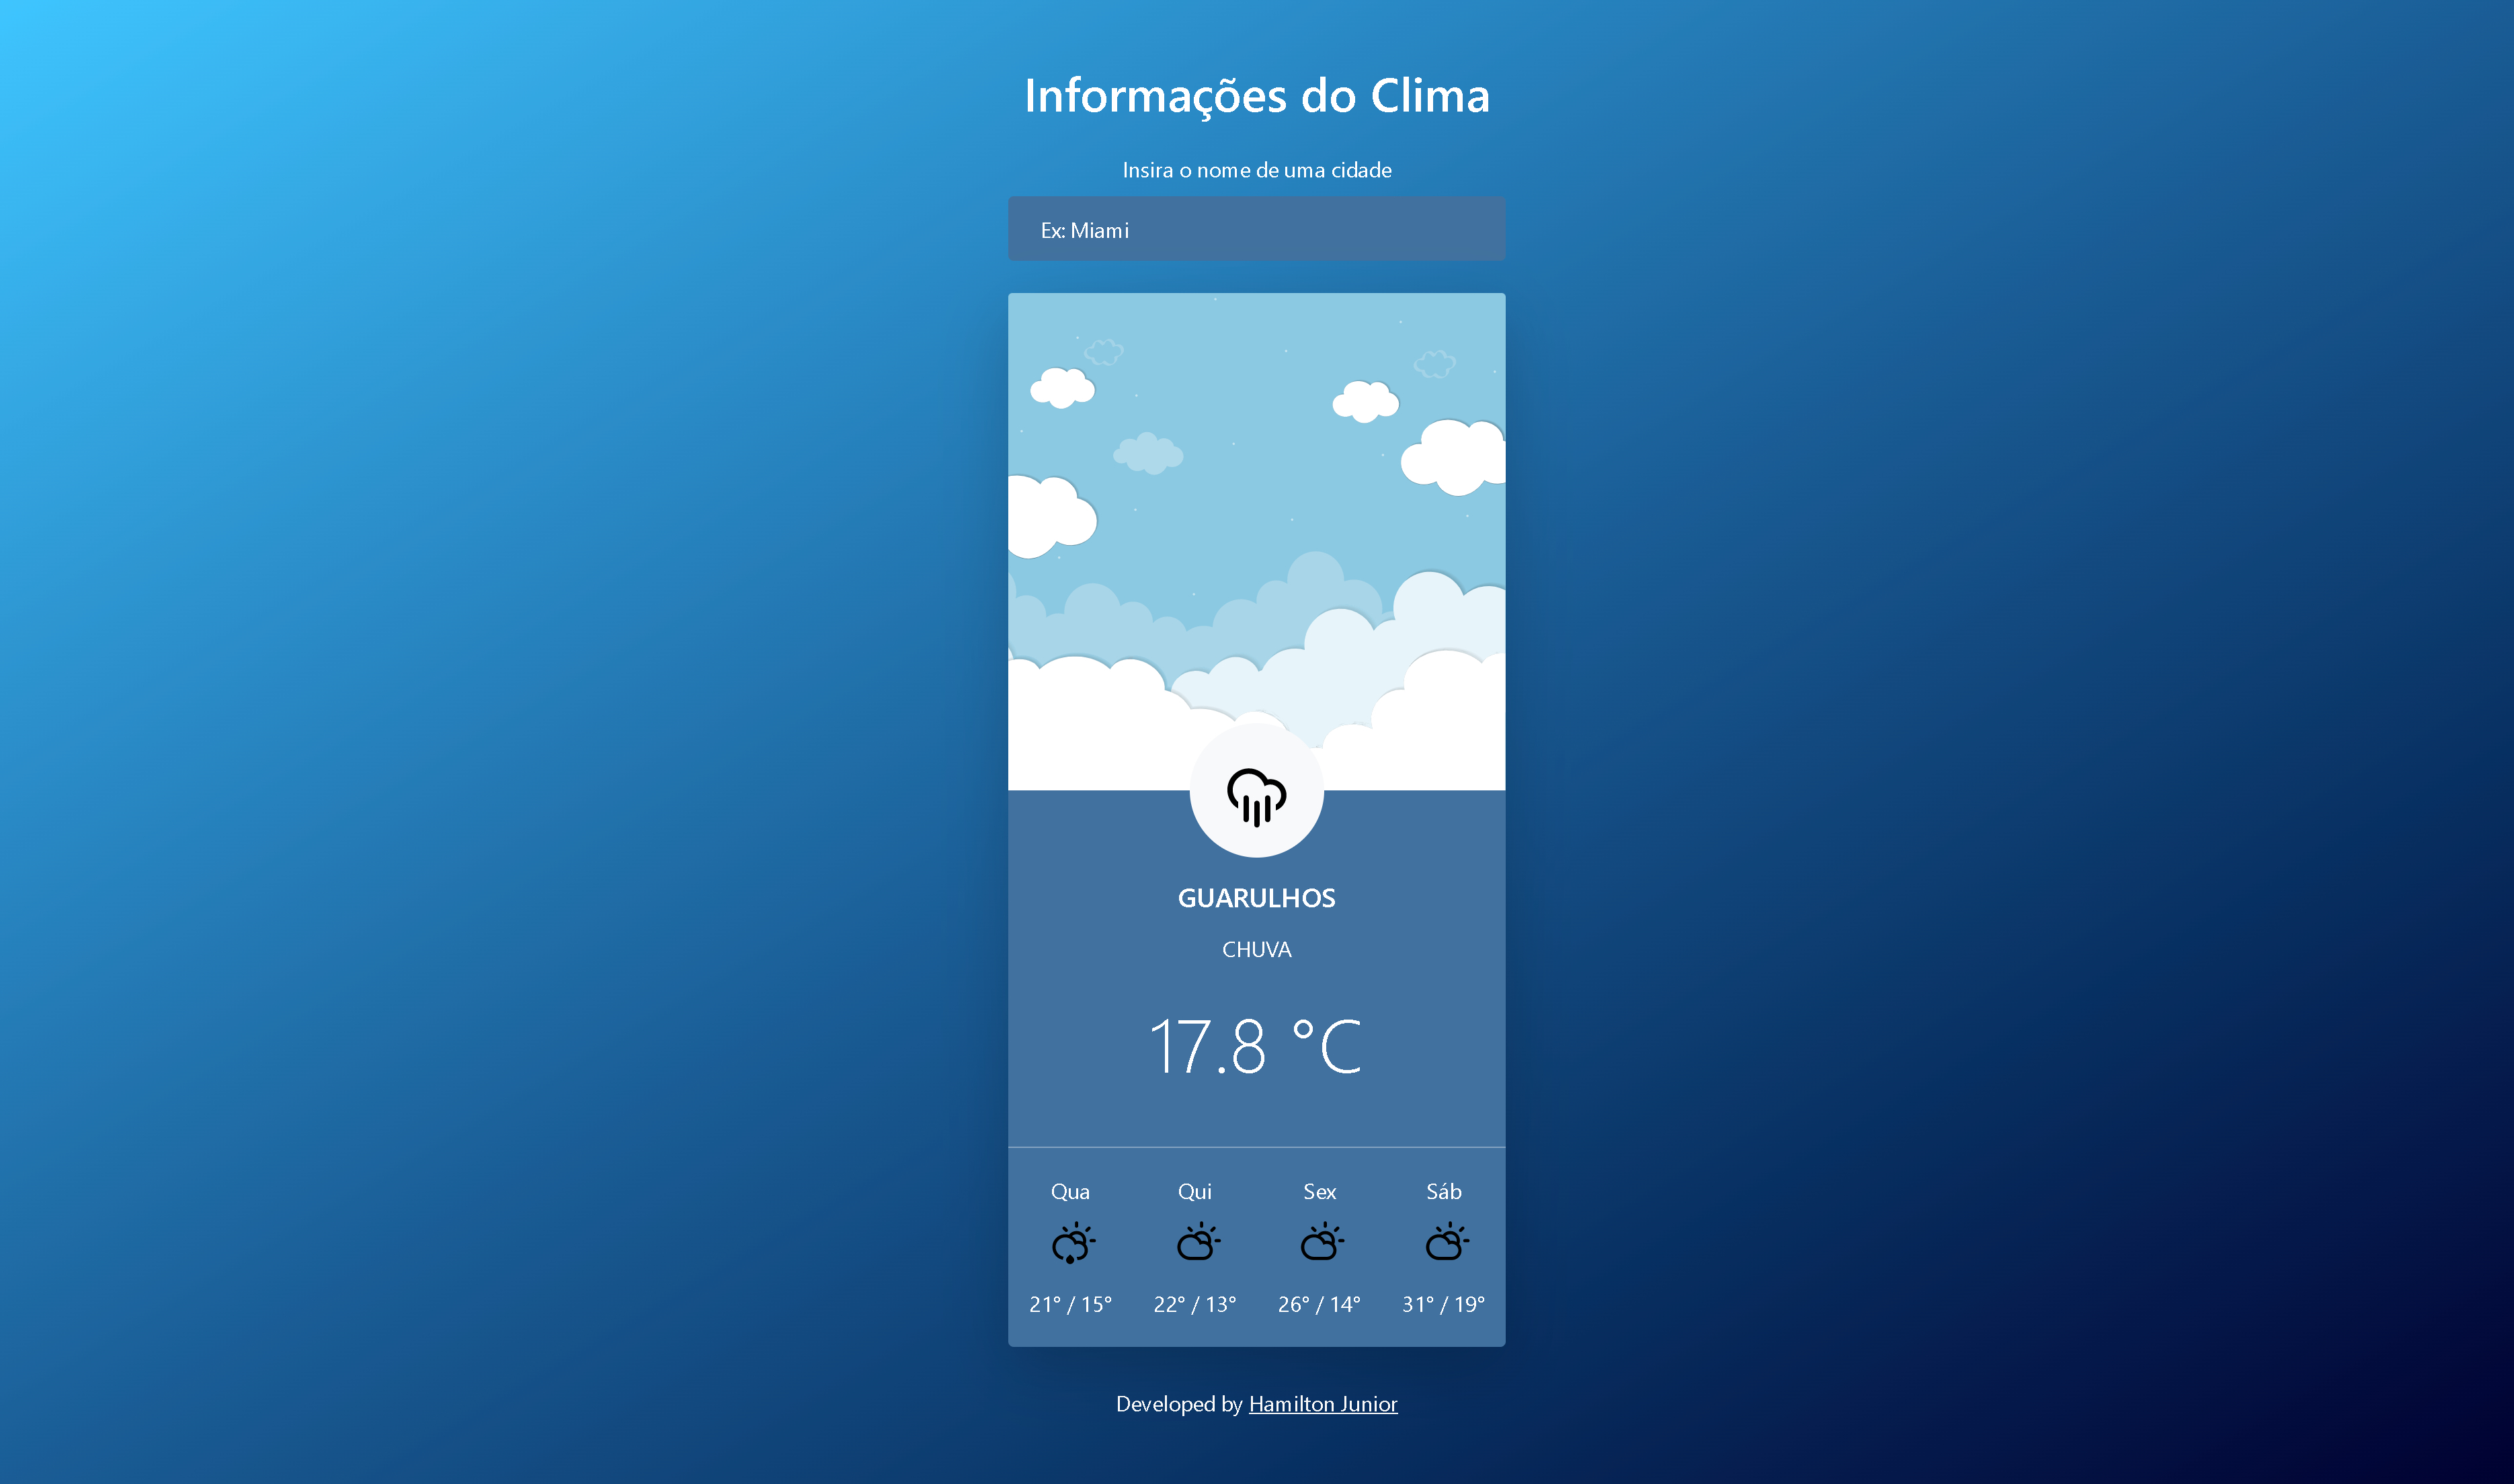 Informações do Clima
Insira o nome de uma cidade
Ex: Miami
GUARULHOS
CHUVA
17.8 °C
Qua Qui Sex Sáb
21° / 15° 22° / 13° 26° / 14° 31° / 19°
Developed by Hamilton Junior